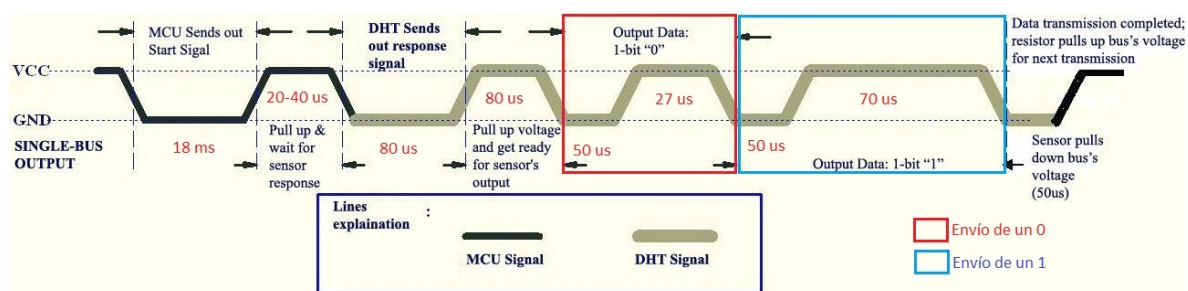 MCU Sends out
Start Sigal
DHT Sends
out response
signal
Output Data:
1-bit “0”
Data transmission completed;
resistor pulls up bus's voltage
for next transmission
VCC
20-40 us
80 us
27 us
70 us
GND
SINGLE-BUS
OUTPUT
18 ms
Pull up &
wait for
sensor
response
80 us
Pull up voltage
and get ready
for sensor's
output
50 us
50 us
Output Data: 1-bit “1”
Sensor pulls
down bus's
voltage
(50us)
Lines
explaination :
MCU Signal
DHT Signal
Envío de un 0
Envío de un 1